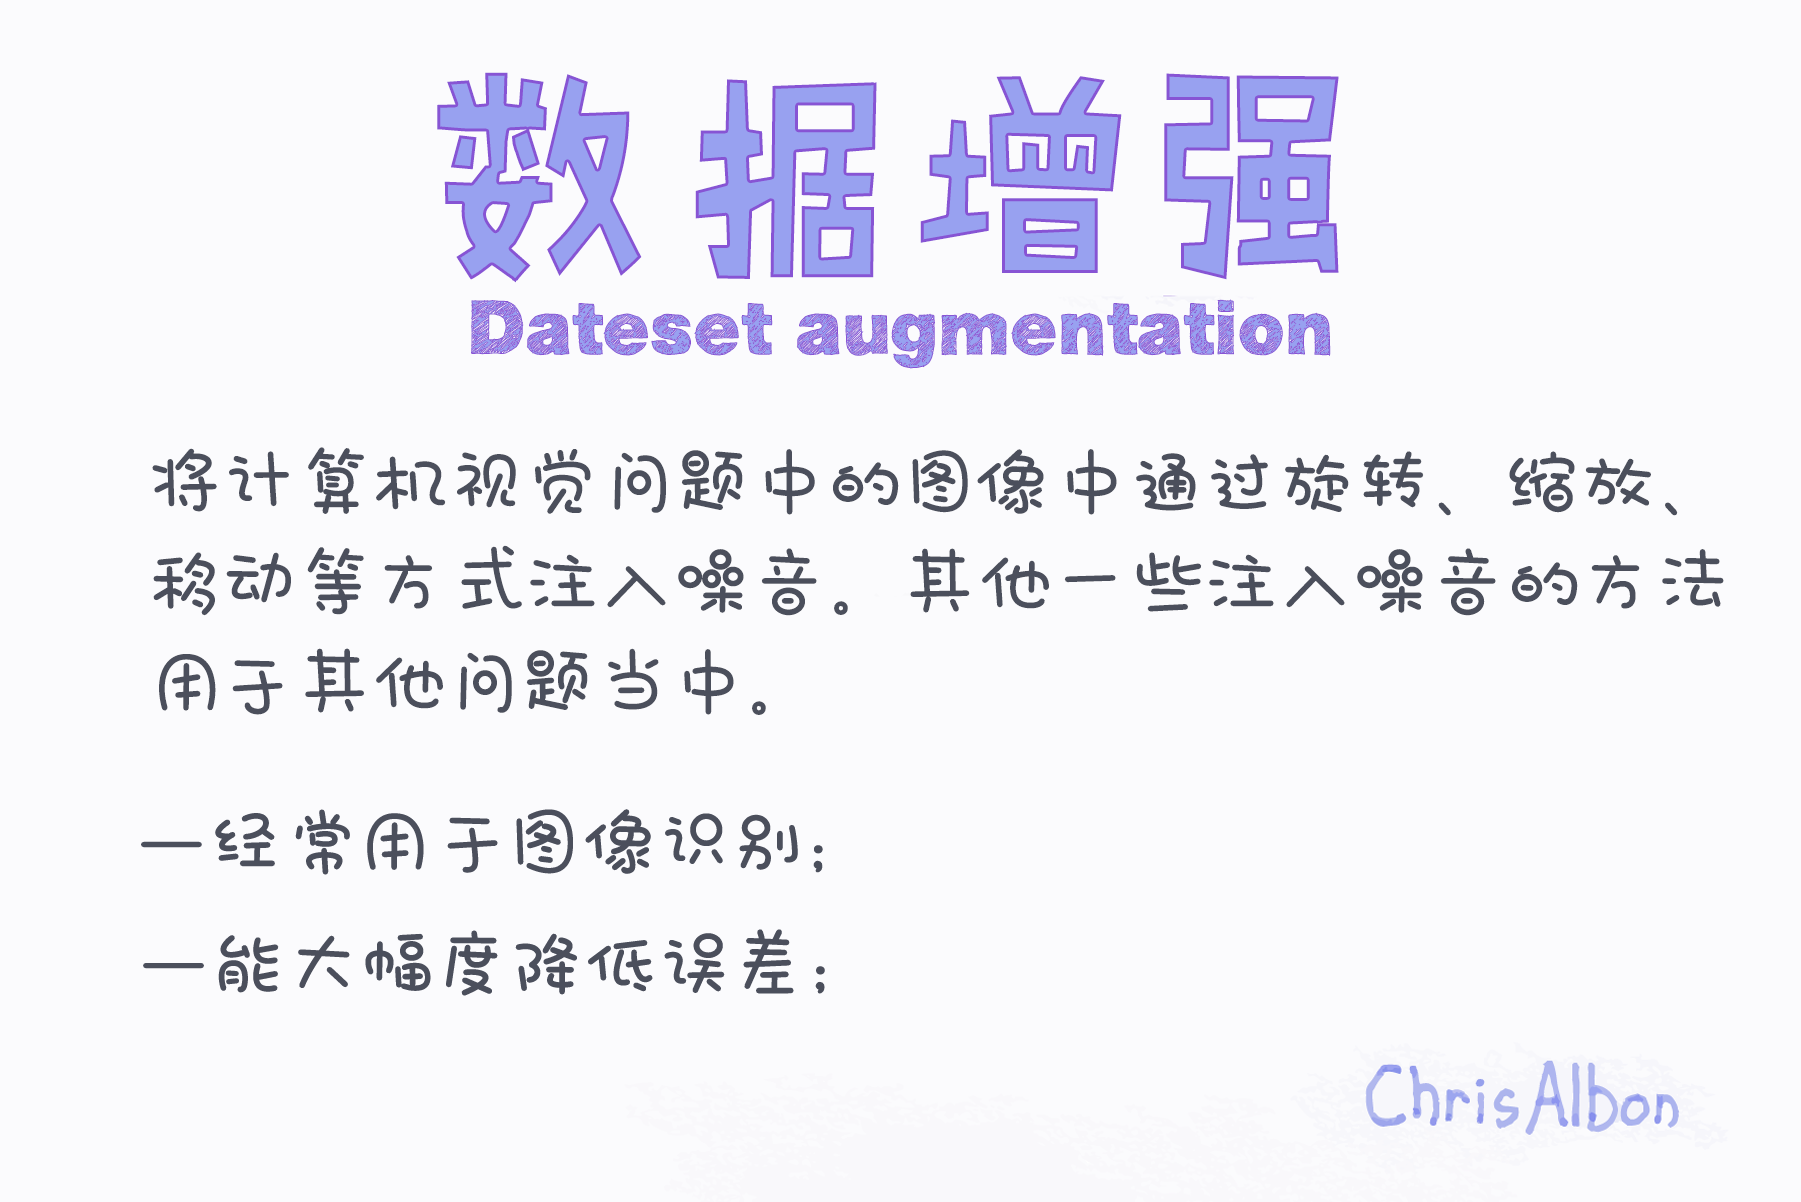 数据增强
Dateset augmentation
将计算机视觉问题中的图像中通过旋转、缩放、
移动等方式注入噪音。其他一些注入噪音的方法
用于其他问题当中。
—经常用于图像识别；
—能大幅度降低误差；
ChrisAlbon